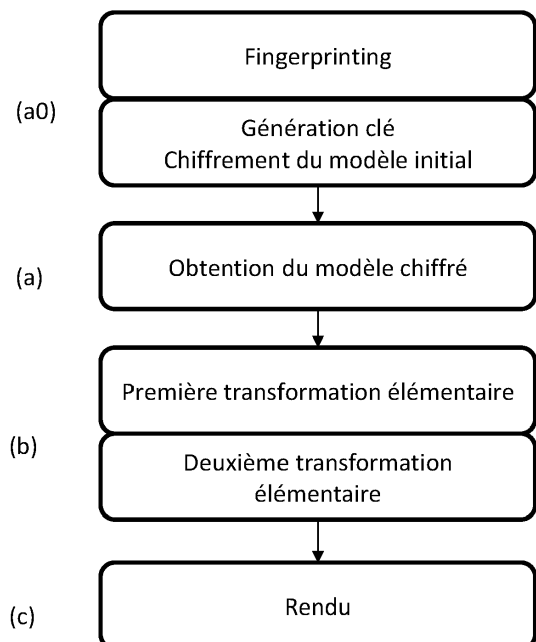 Fingerprinting
(a0)
Génération clé
Chiffrement du modèle initial
(a)
Obtention du modèle chiffré
Première transformation élémentaire
(b)
Deuxième transformation
élémentaire
(c)
Rendu